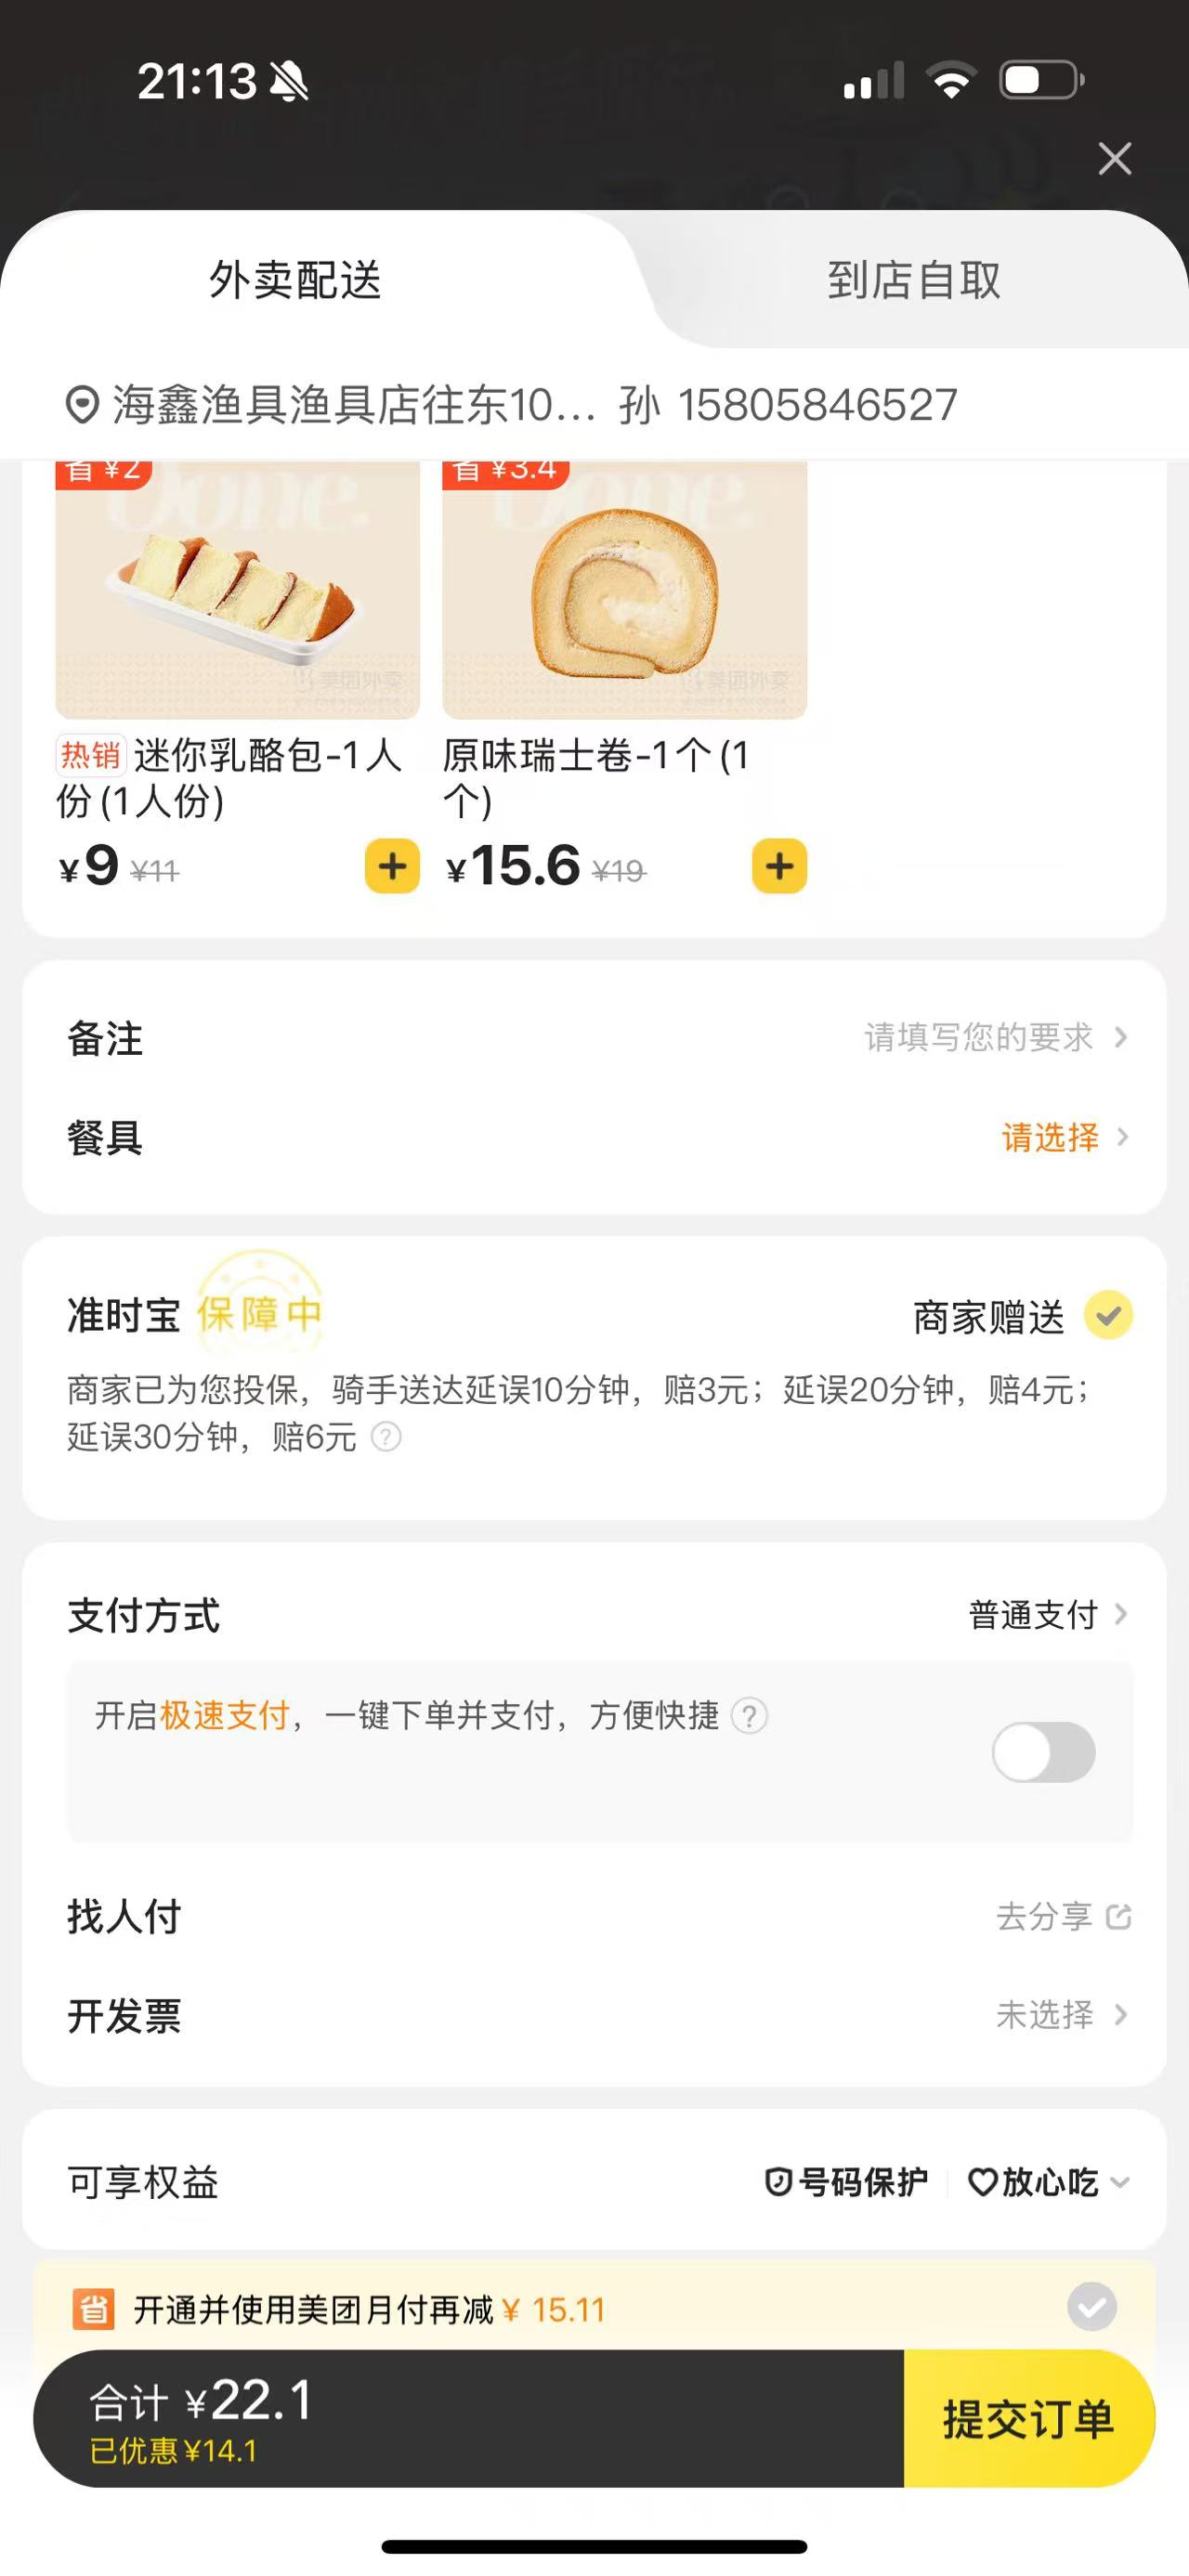 21:13
外卖配送
到店自取
海鑫渔具渔具店往东10... 孙 15805846527
省 ¥2
省 ¥3.4
美团外卖
美团外卖
热销 迷你乳酪包-1人
份(1人份)
¥9 ¥11
原味瑞士卷-1个(1
个)
¥15.6 ¥19
备注
请填写您的要求
餐具
请选择
准时宝 保障中
商家赠送
商家已为您投保，骑手送达延误10分钟，赔3元；延误20分钟，赔4元；
延误30分钟，赔6元
支付方式
普通支付
开启极速支付，一键下单并支付，方便快捷
找人付
去分享
开发票
未选择
可享权益
号码保护
放心吃
省 开通并使用美团月付再减 ¥ 15.11
合计 ¥22.1
已优惠 ¥14.1
提交订单